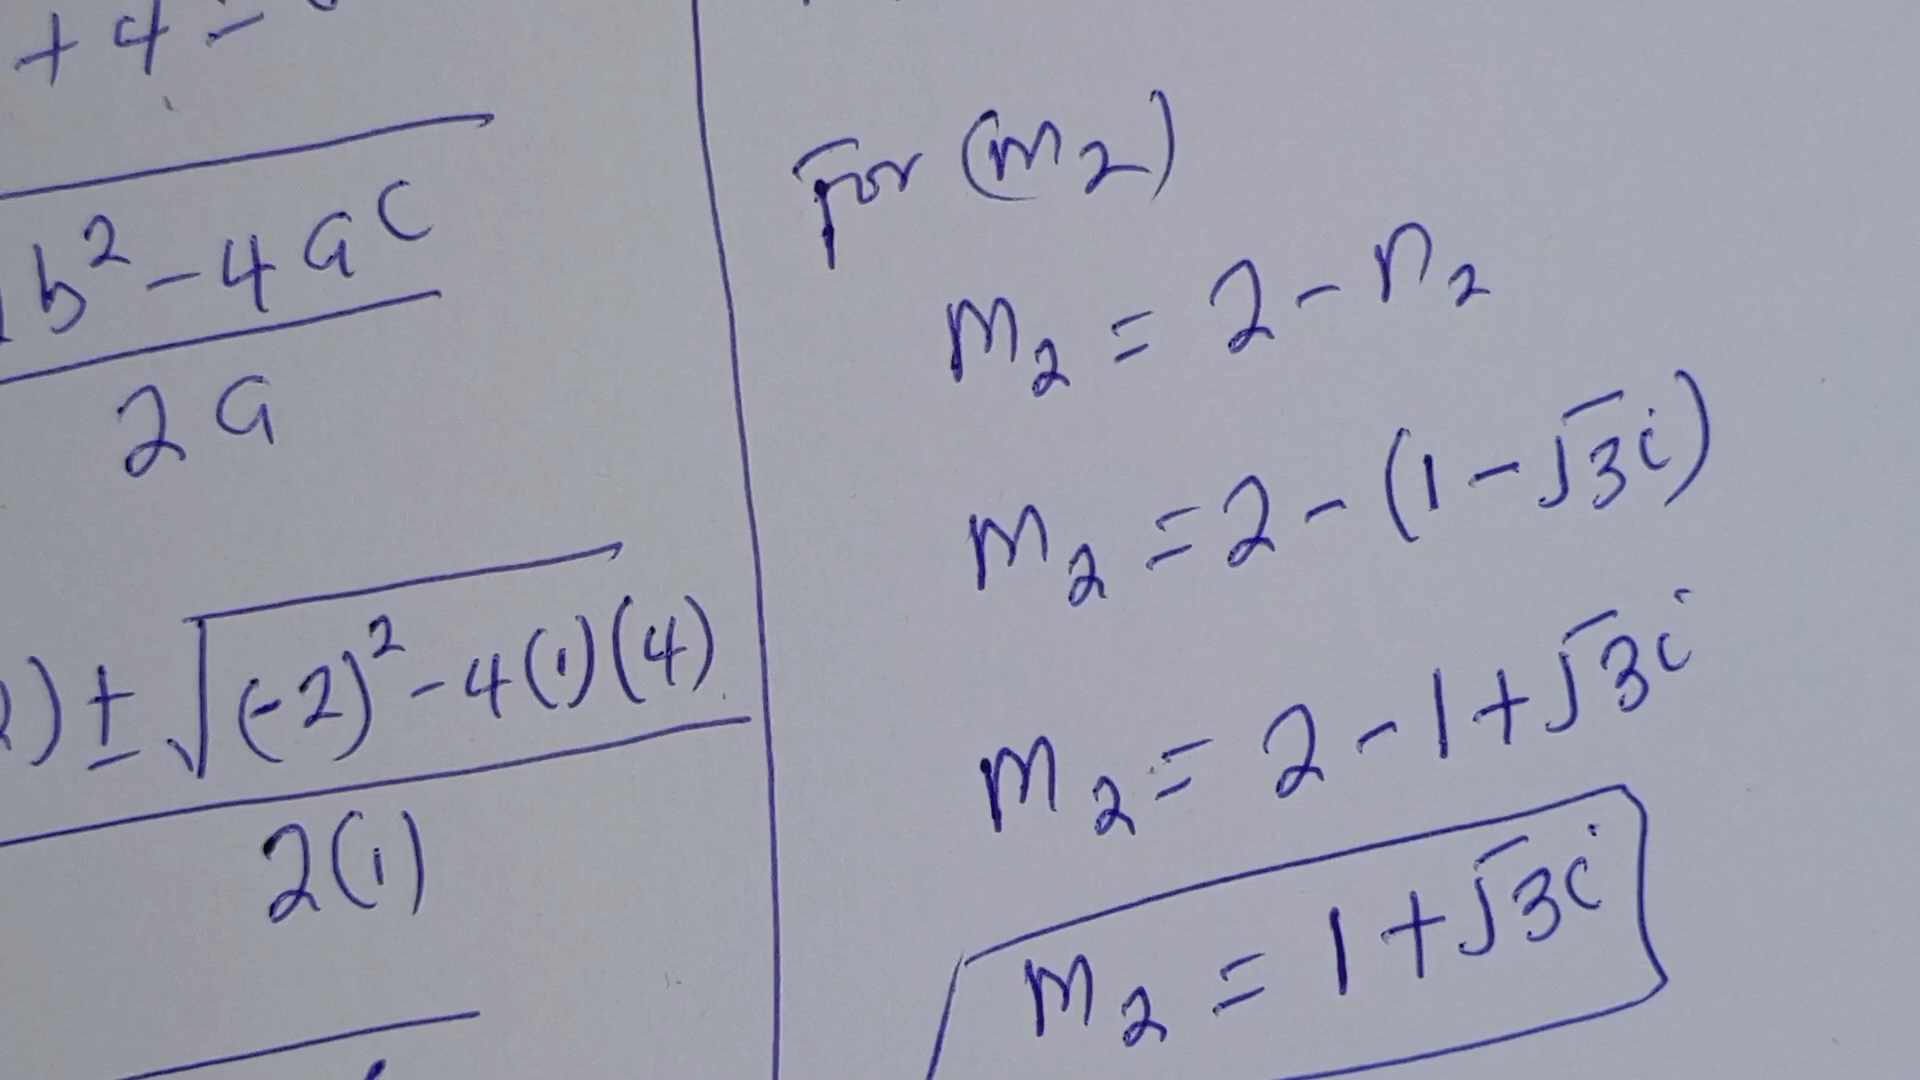 + 4 =
b² - 4ac
2a
) ± √(-2)² - 4(1)(4)
2(1)
For (m₂)
m₂ = 2 - n₂
m₂ = 2 - (1 - √3i)
m₂ = 2 - 1 + √3i
m₂ = 1 + √3i